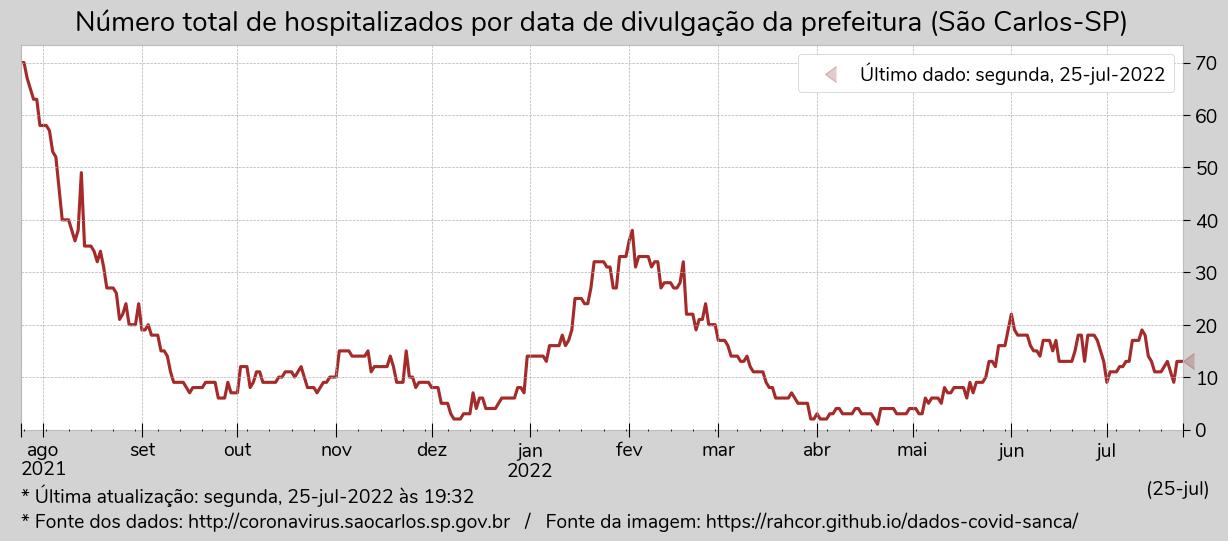 Número total de hospitalizados por data de divulgação da prefeitura (São Carlos-SP)
Último dado: segunda, 25-jul-2022
70
60
50
40
30
20
10
0
ago set out nov dez jan fev mar abr mai jun jul
2021 2022
(25-jul)
* Última atualização: segunda, 25-jul-2022 às 19:32
* Fonte dos dados: http://coronavirus.saocarlos.sp.gov.br / Fonte da imagem: https://rahcor.github.io/dados-covid-sanca/